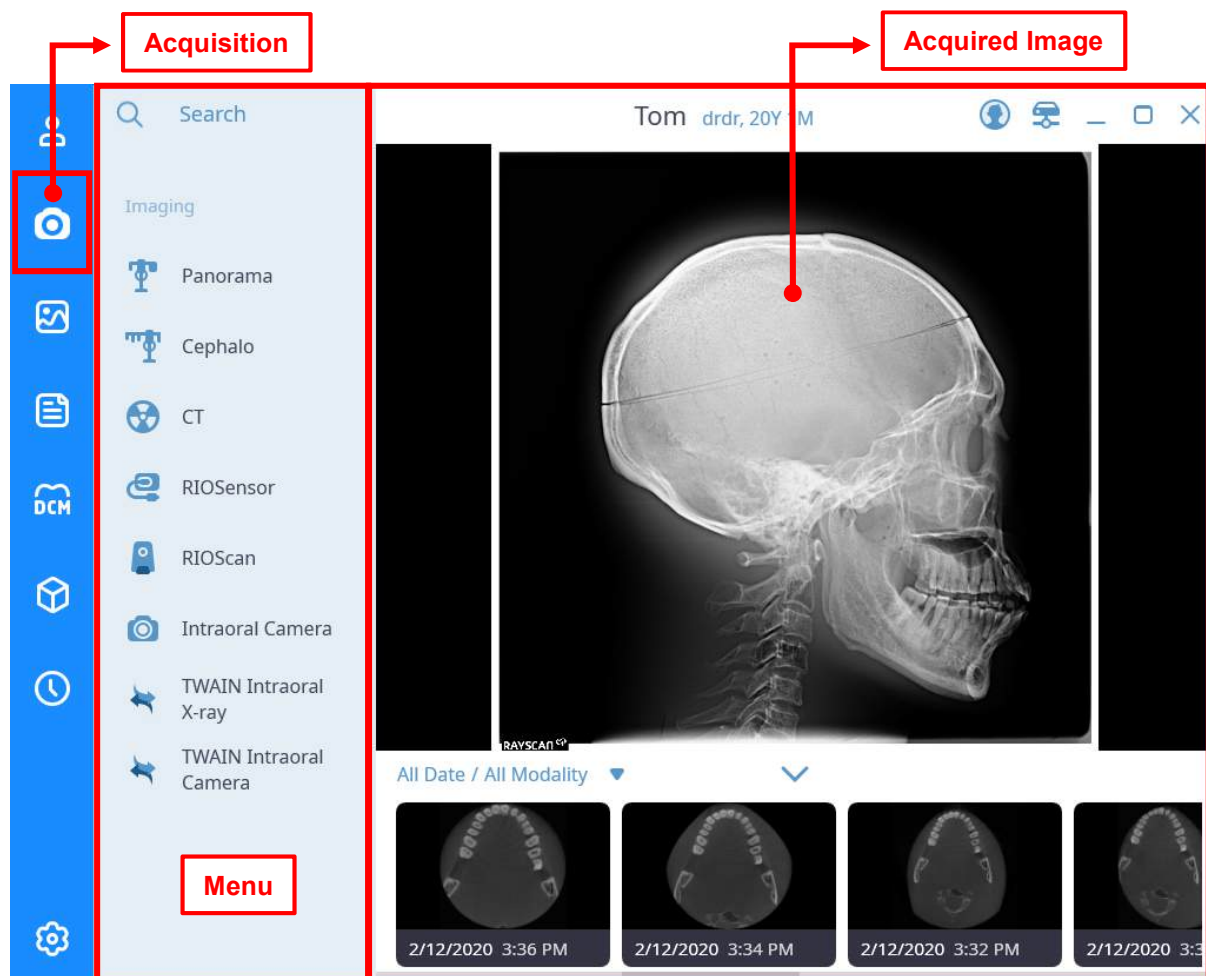 Acquisition
Acquired Image
Search
Tom drdr, 20Y M
Imaging
Panorama
Cephalo
CT
RIOSensor
RIOScan
Intraoral Camera
TWAIN Intraoral
X-ray
TWAIN Intraoral
Camera
Menu
DCM
RAYSCAN
All Date / All Modality
2/12/2020 3:36 PM
2/12/2020 3:34 PM
2/12/2020 3:32 PM
2/12/2020 3:3